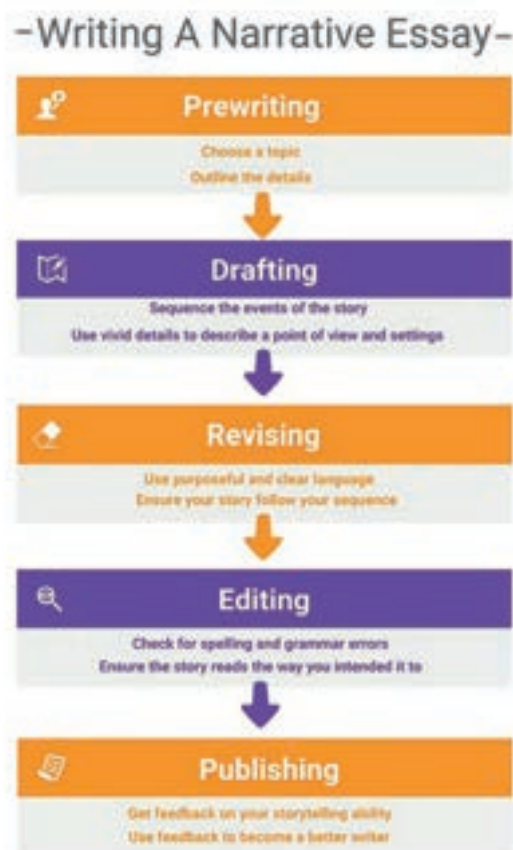 -Writing A Narrative Essay-
Prewriting
Choose a topic
Outline the details
Drafting
Sequence the events of the story
Use vivid details to describe a point of view and settings
Revising
Use purposeful and clear language
Ensure your story follow your sequence
Editing
Check for spelling and grammar errors
Ensure the story reads the way you intended it to
Publishing
Get feedback on your storytelling ability
Use feedback to become a better writer